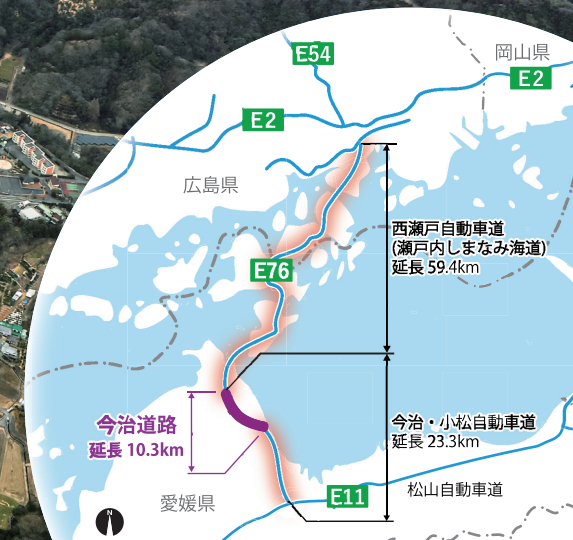 E54
岡山県
E2
E2
広島県
西瀬戸自動車道
(瀬戸内しまなみ海道)
延長 59.4km
E76
今治道路
延長 10.3km
今治・小松自動車道
延長 23.3km
愛媛県
E11
松山自動車道
N